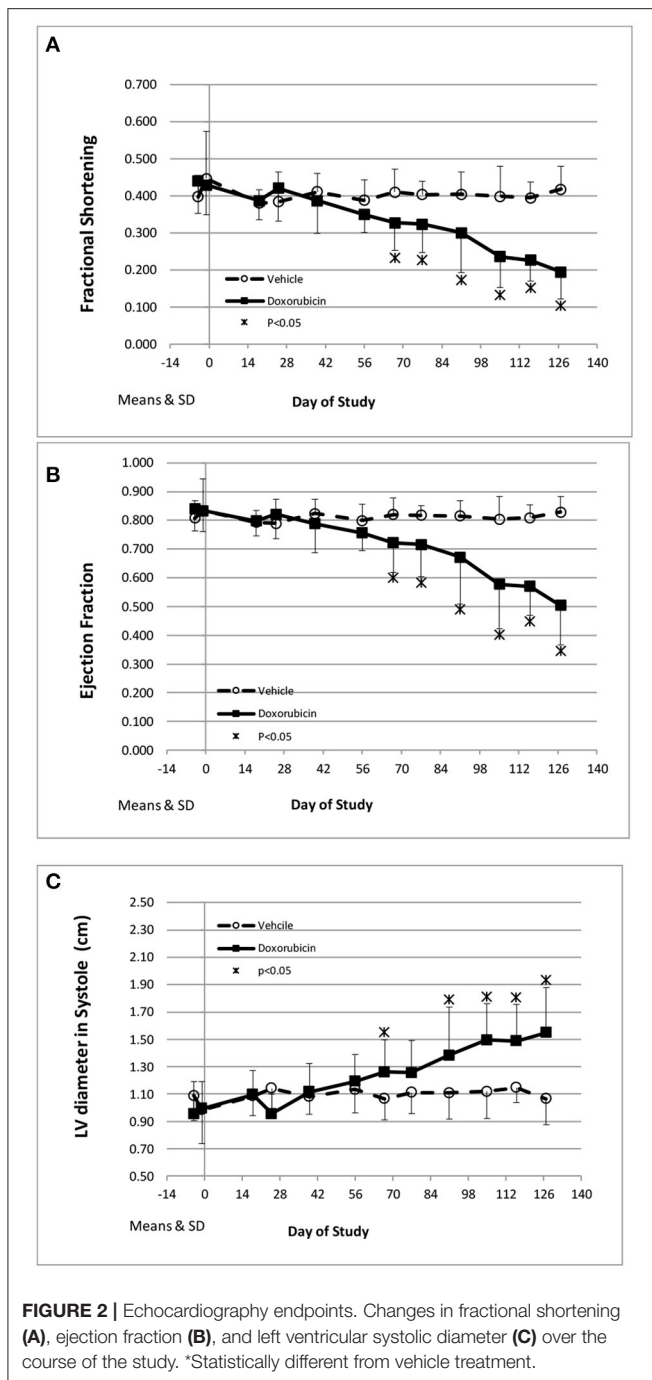 A
0.700
0.600
0.500
0.400
0.300
0.200
0.100
0.000
Fractional Shortening
Vehicle
Doxorubicin
P<0.05
-14 0 14 28 42 56 70 84 98 112 126 140
Means & SD Day of Study
B
1.000
0.900
0.800
0.700
0.600
0.500
0.400
0.300
0.200
0.100
0.000
Ejection Fraction
Vehicle
Doxorubicin
P<0.05
-14 0 14 28 42 56 70 84 98 112 126 140
Means & SD Day of Study
C
2.50
2.30
2.10
1.90
1.70
1.50
1.30
1.10
0.90
0.70
0.50
LV diameter in Systole (cm)
Vehcile
Doxorubicin
p<0.05
-14 0 14 28 42 56 70 84 98 112 126 140
Means & SD Day of Study
FIGURE 2 | Echocardiography endpoints. Changes in fractional shortening
(A), ejection fraction (B), and left ventricular systolic diameter (C) over the
course of the study. *Statistically different from vehicle treatment.